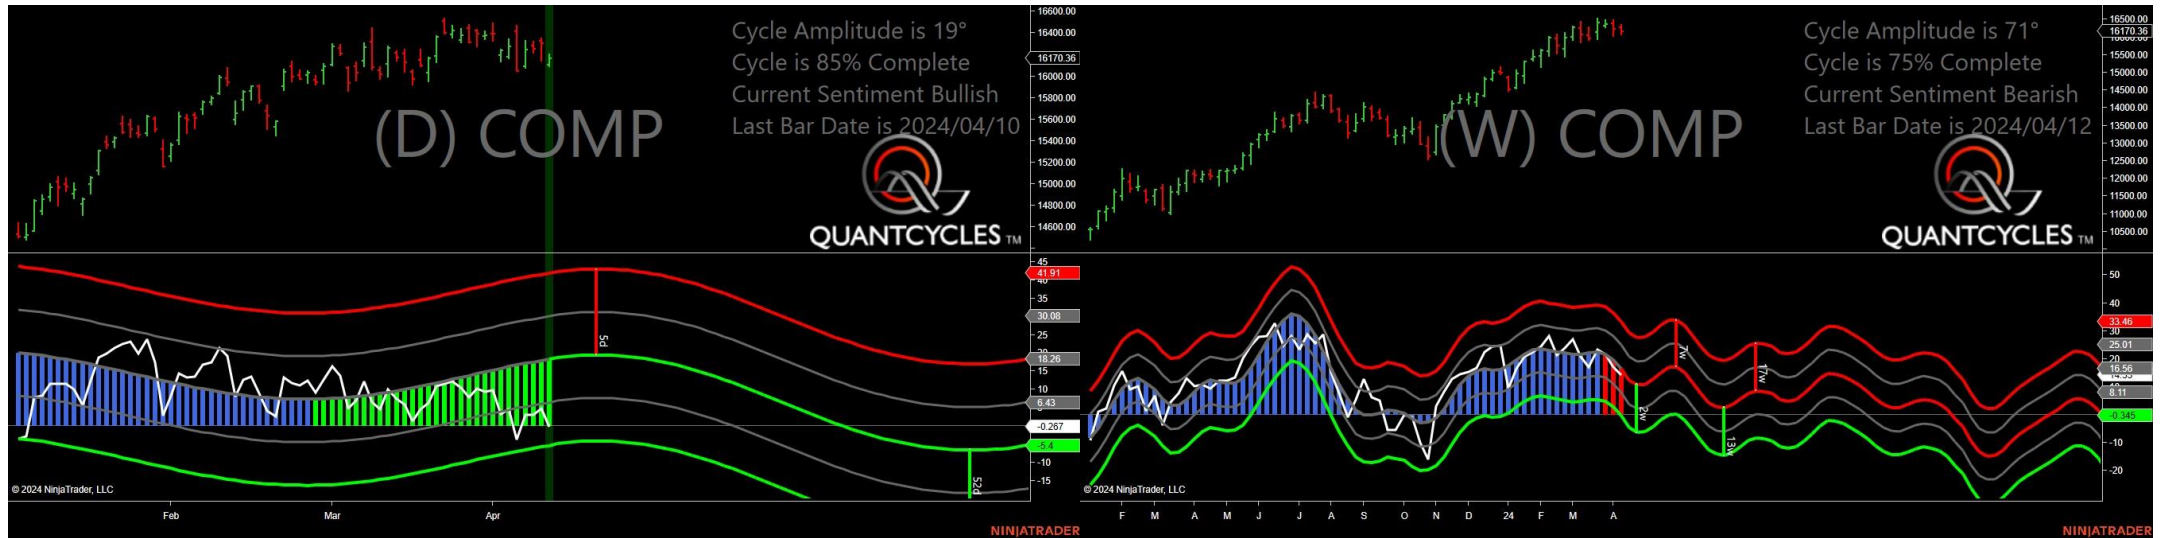 16600.00
16400.00
16170.36
16000.00
15800.00
15600.00
15400.00
15200.00
15000.00
14800.00
14600.00
Cycle Amplitude is 19°
Cycle is 85% Complete
Current Sentiment Bullish
Last Bar Date is 2024/04/10
(D) COMP
QUANTCYCLES TM
45
41.91
35
30.08
25
18.26
15
10
6.43
-0.267
-5.4
-10
-15
5d
52d
© 2024 NinjaTrader, LLC
Feb Mar Apr
NINJATRADER
16500.00
16170.36
15500.00
15000.00
14500.00
14000.00
13500.00
13000.00
12500.00
12000.00
11500.00
11000.00
10500.00
Cycle Amplitude is 71°
Cycle is 75% Complete
Current Sentiment Bearish
Last Bar Date is 2024/04/12
(W) COMP
QUANTCYCLES TM
50
40
33.46
25.01
20
16.56
8.11
-0.345
-10
-20
2w
7w
13w
17w
© 2024 NinjaTrader, LLC
F M A M J J A S O N D 24 F M A
NINJATRADER